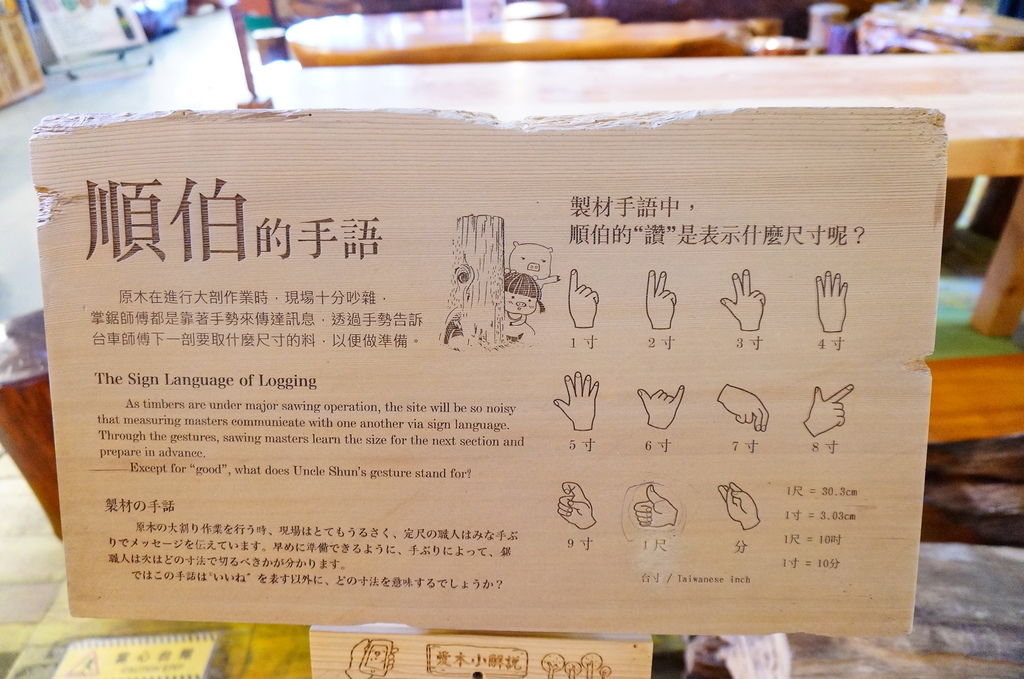 順伯的手語
原木在進行大剖作業時，現場十分吵雜，
掌鋸師傅都是靠著手勢來傳達訊息，透過手勢告訴
台車師傅下一剖要取什麼尺寸的料，以便做準備。
The Sign Language of Logging
As timbers are under major sawing operation, the site will be so noisy
that measuring masters communicate with one another via sign language.
Through the gestures, sawing masters learn the size for the next section and
prepare in advance.
Except for “good”, what does Uncle Shun’s gesture stand for?
製材の手話
原木の大割り作業を行う時、現場はとてもうるさく、定尺の職人はみな手ぶ
りでメッセージを伝えています。早めに準備できるように、手ぶりによって、鋸
職人は次はどの寸法で切るべきかが分かります。
ではこの手話は“いいね”を表す以外に、どの寸法を意味するでしょうか？
製材手語中，
順伯的“讚”是表示什麼尺寸呢？
1 寸 2 寸 3 寸 4 寸
5 寸 6 寸 7 寸 8 寸
9 寸 1尺 分
台寸 / Taiwanese inch
1尺 = 30.3cm
1寸 = 3.03cm
1尺 = 10吋
1寸 = 10分
愛木小解說